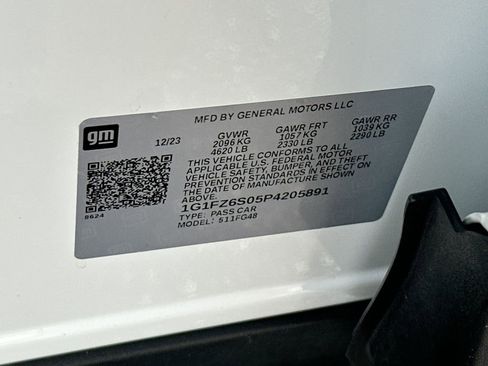 gm
MFD BY GENERAL MOTORS LLC
12/23 GVWR GAWR FRT GAWR RR
2096 KG 1057 KG 1039 KG
4620 LB 2330 LB 2290 LB
THIS VEHICLE CONFORMS TO ALL
APPLICABLE U.S. FEDERAL MOTOR
VEHICLE SAFETY, BUMPER, AND THEFT
PREVENTION STANDARDS IN EFFECT ON
THE DATE OF MANUFACTURE SHOWN
ABOVE.
1G1FZ6S05P4205891
TYPE: PASS CAR
MODEL: 511FG48
8624